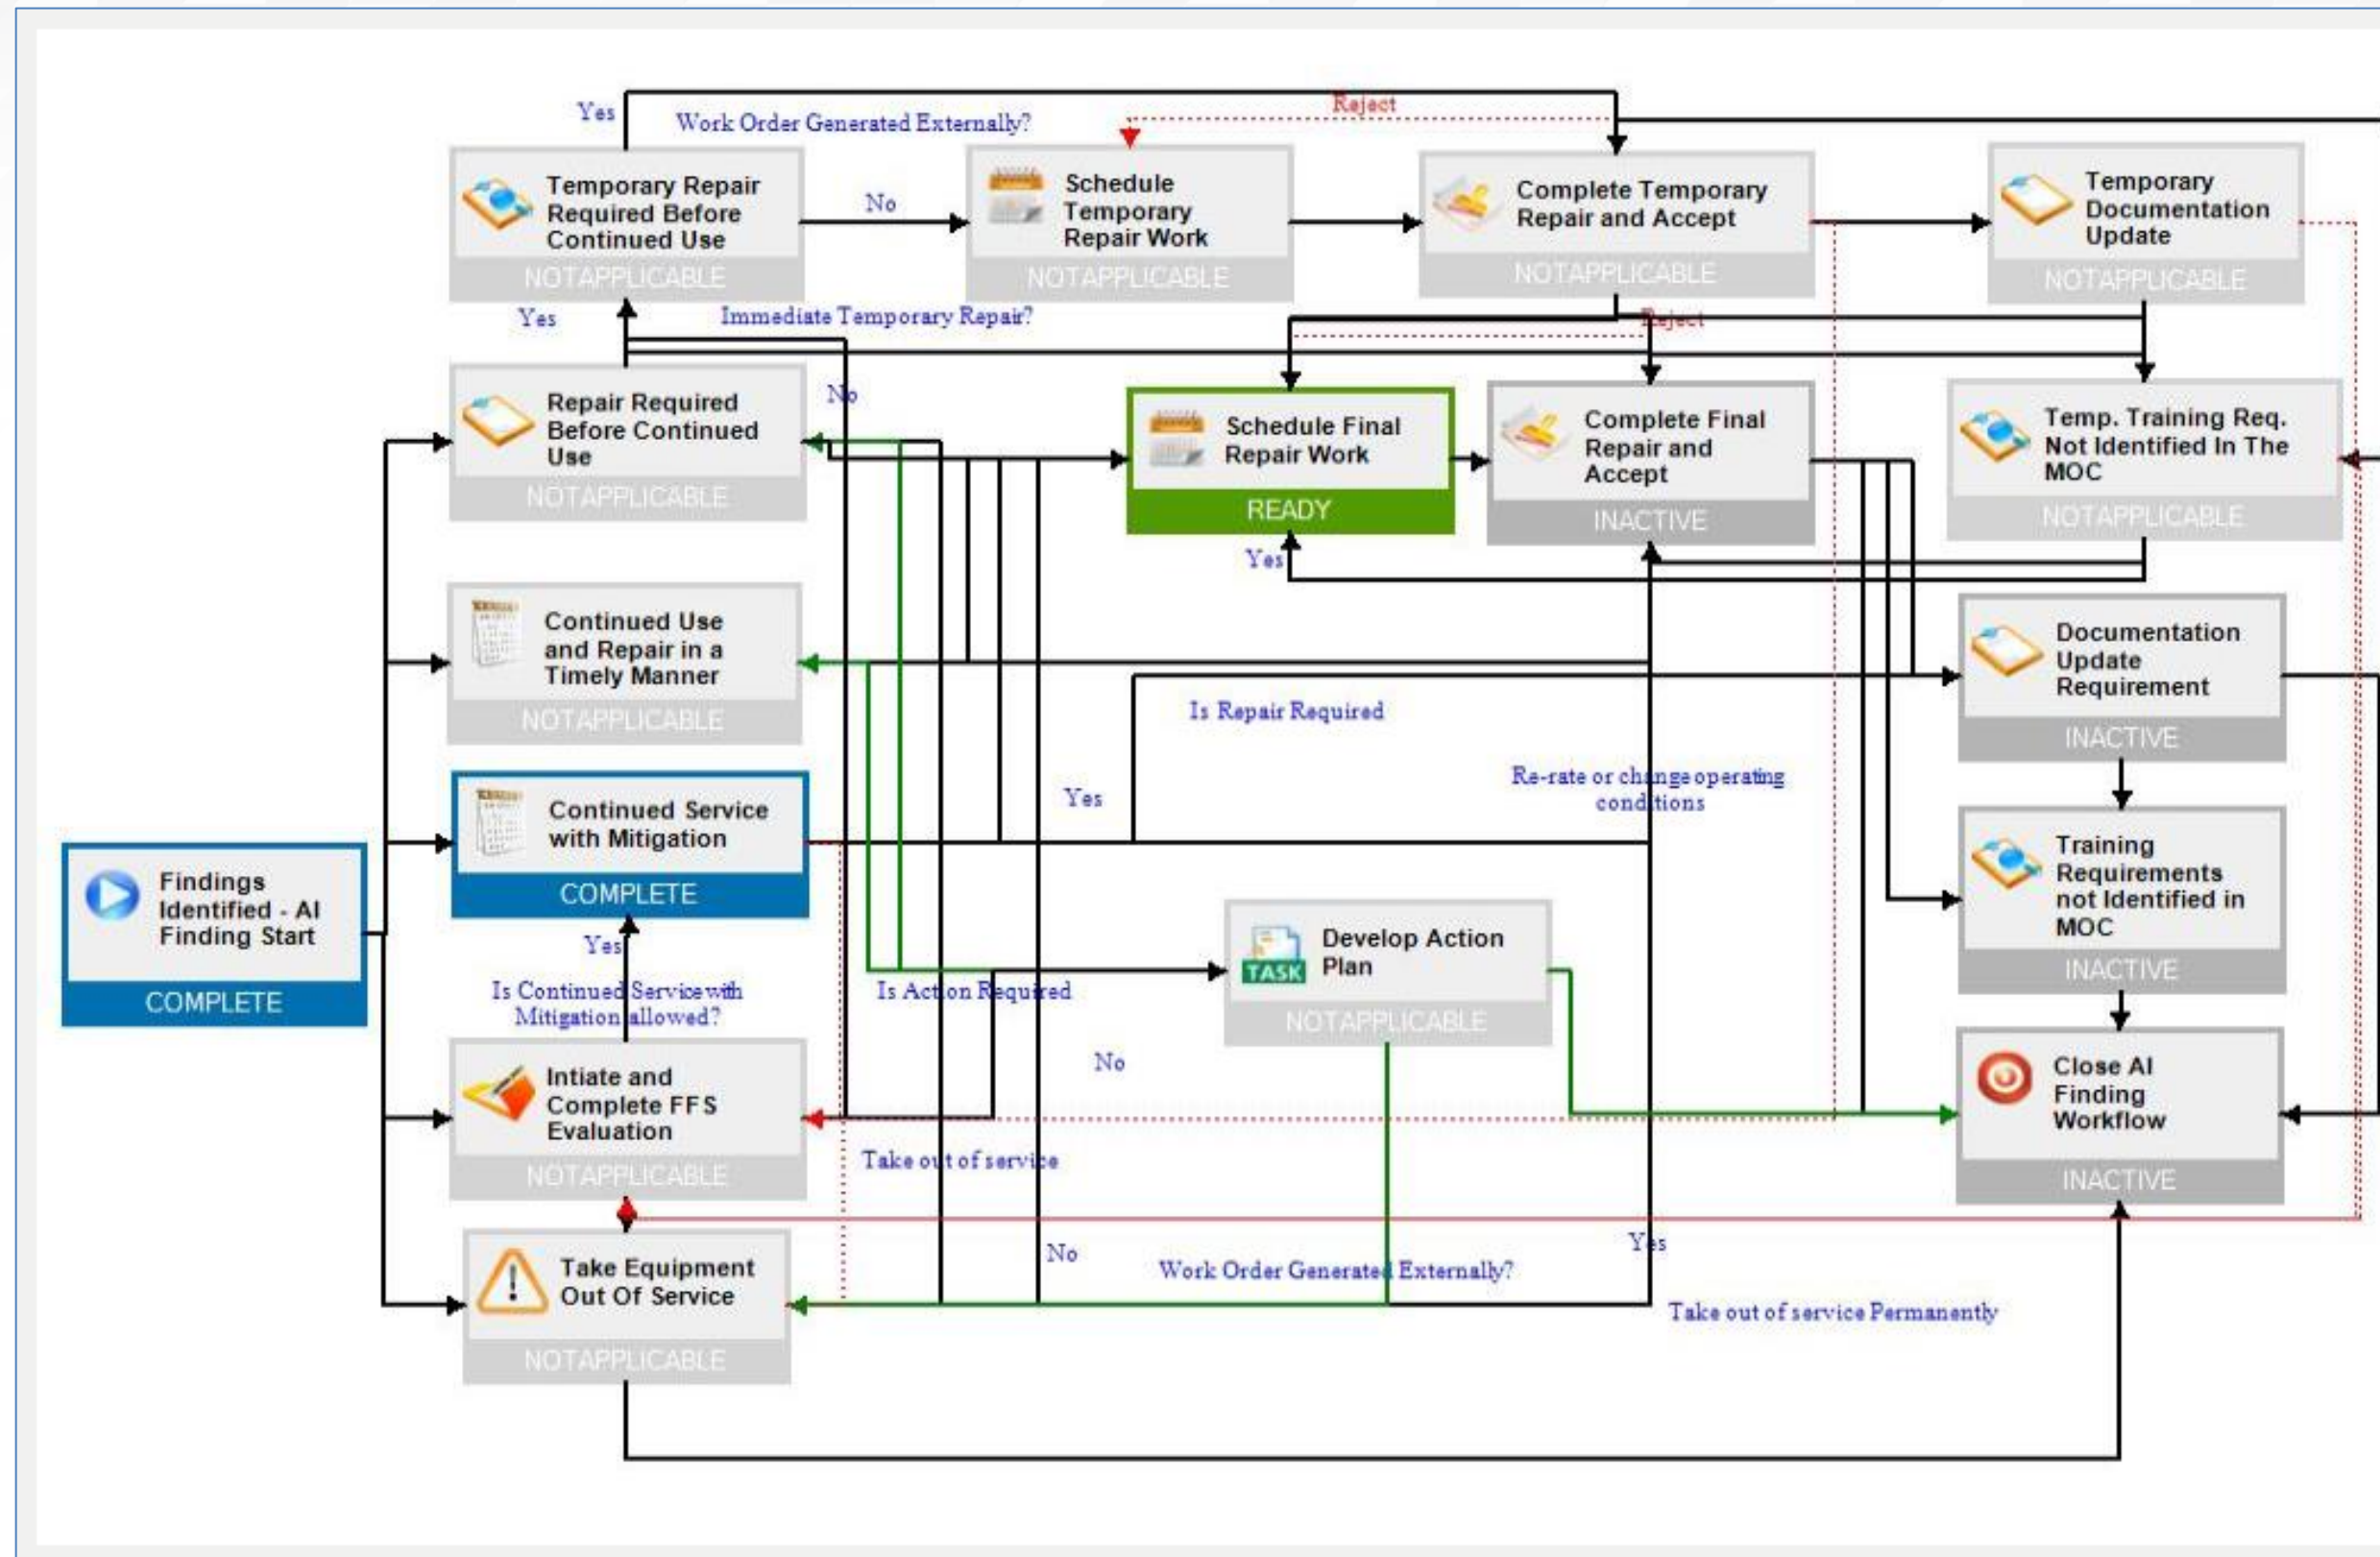 Yes
Work Order Generated Externally?
Reject
Temporary Repair
Required Before
Continued Use
NOTAPPLICABLE
No
Schedule
Temporary
Repair Work
NOTAPPLICABLE
Complete Temporary
Repair and Accept
NOTAPPLICABLE
Temporary
Documentation
Update
NOTAPPLICABLE
Yes
Immediate Temporary Repair?
Reject
Repair Required
Before Continued
Use
NOTAPPLICABLE
No
Schedule Final
Repair Work
READY
Yes
Complete Final
Repair and
Accept
INACTIVE
Temp. Training Req.
Not Identified In The
MOC
NOTAPPLICABLE
Continued Use
and Repair in a
Timely Manner
NOTAPPLICABLE
Is Repair Required
Documentation
Update
Requirement
INACTIVE
Continued Service
with Mitigation
COMPLETE
Yes
Re-rate or change operating
conditions
Findings
Identified - AI
Finding Start
COMPLETE
Yes
Is Continued Service with
Mitigation allowed?
Is Action Required
TASK
Develop Action
Plan
NOTAPPLICABLE
Training
Requirements
not Identified in
MOC
INACTIVE
Intiate and
Complete FFS
Evaluation
NOTAPPLICABLE
No
Take out of service
Close AI
Finding
Workflow
INACTIVE
Take Equipment
Out Of Service
NOTAPPLICABLE
No
Work Order Generated Externally?
Yes
Take out of service Permanently